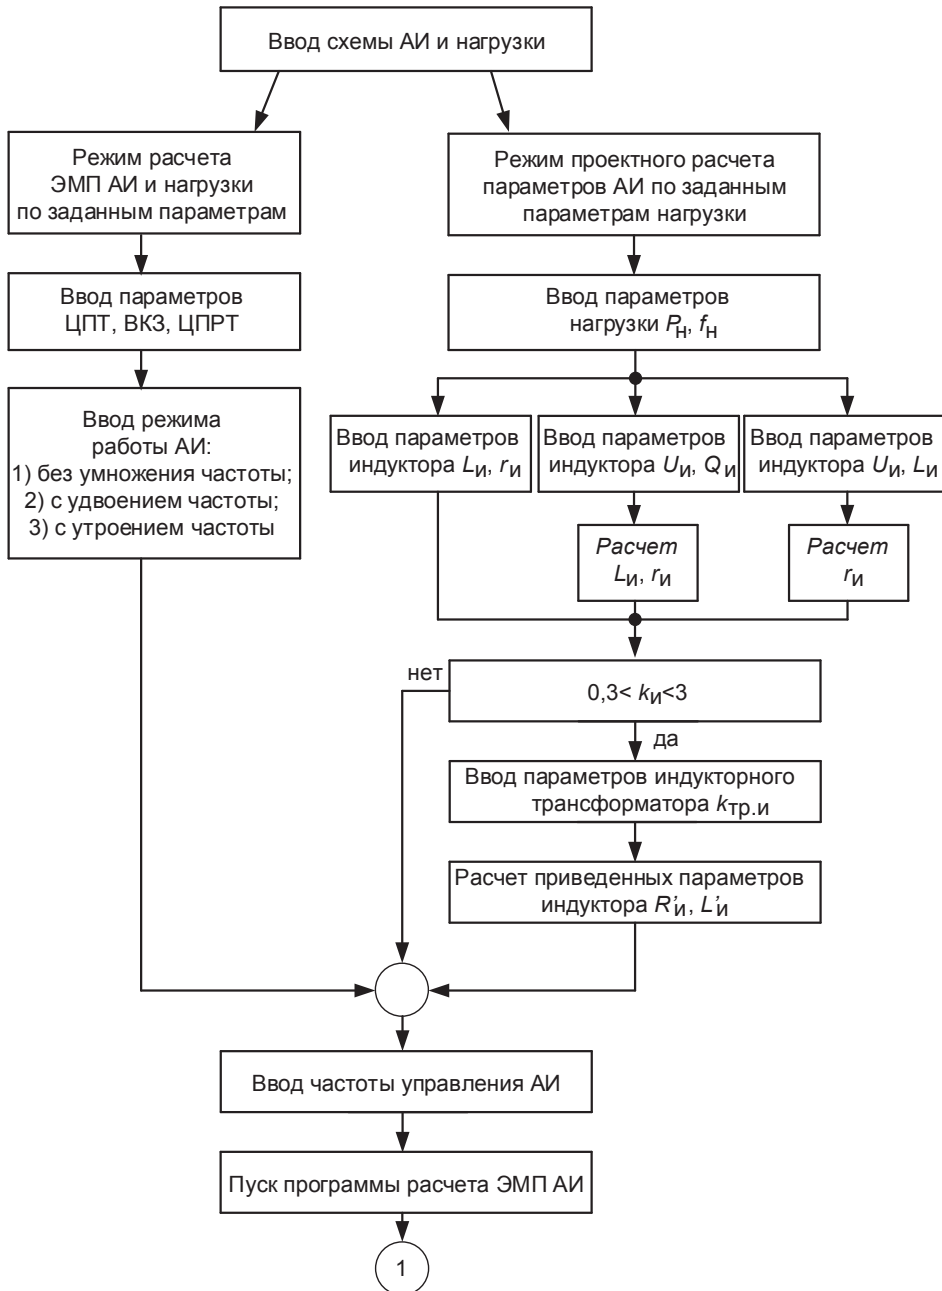 Ввод схемы АИ и нагрузки
Режим расчета
ЭМП АИ и нагрузки
по заданным параметрам
Режим проектного расчета
параметров АИ по заданным
параметрам нагрузки
Ввод параметров
ЦПТ, ВКЗ, ЦПРТ
Ввод параметров
нагрузки Pн, fн
Ввод режима
работы АИ:
1) без умножения частоты;
2) с удвоением частоты;
3) с утроением частоты
Ввод параметров
индуктора Lи, rи
Ввод параметров
индуктора Uи, Qи
Ввод параметров
индуктора Uи, Lи
Расчет
Lи, rи
Расчет
rи
нет
0,3< kи<3
да
Ввод параметров индукторного
трансформатора kтр.и
Расчет приведенных параметров
индуктора R'и, L'и
Ввод частоты управления АИ
Пуск программы расчета ЭМП АИ
1